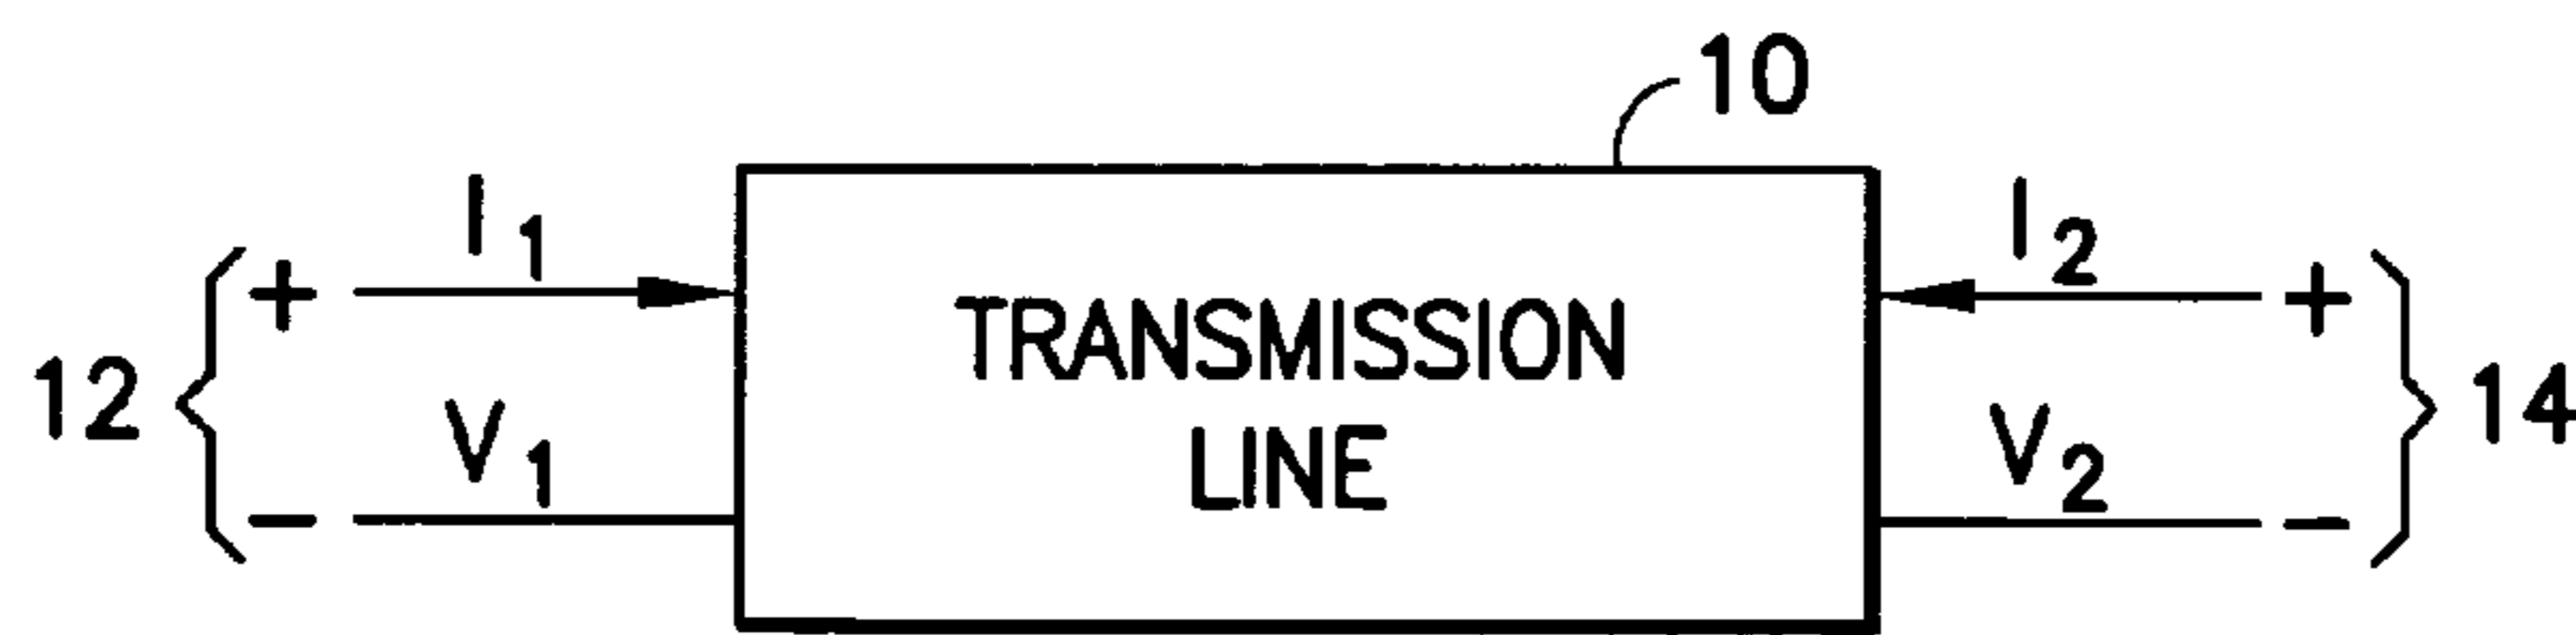 10
I1
I2
+
+
12
TRANSMISSION
14
V1
LINE
V2
-
-